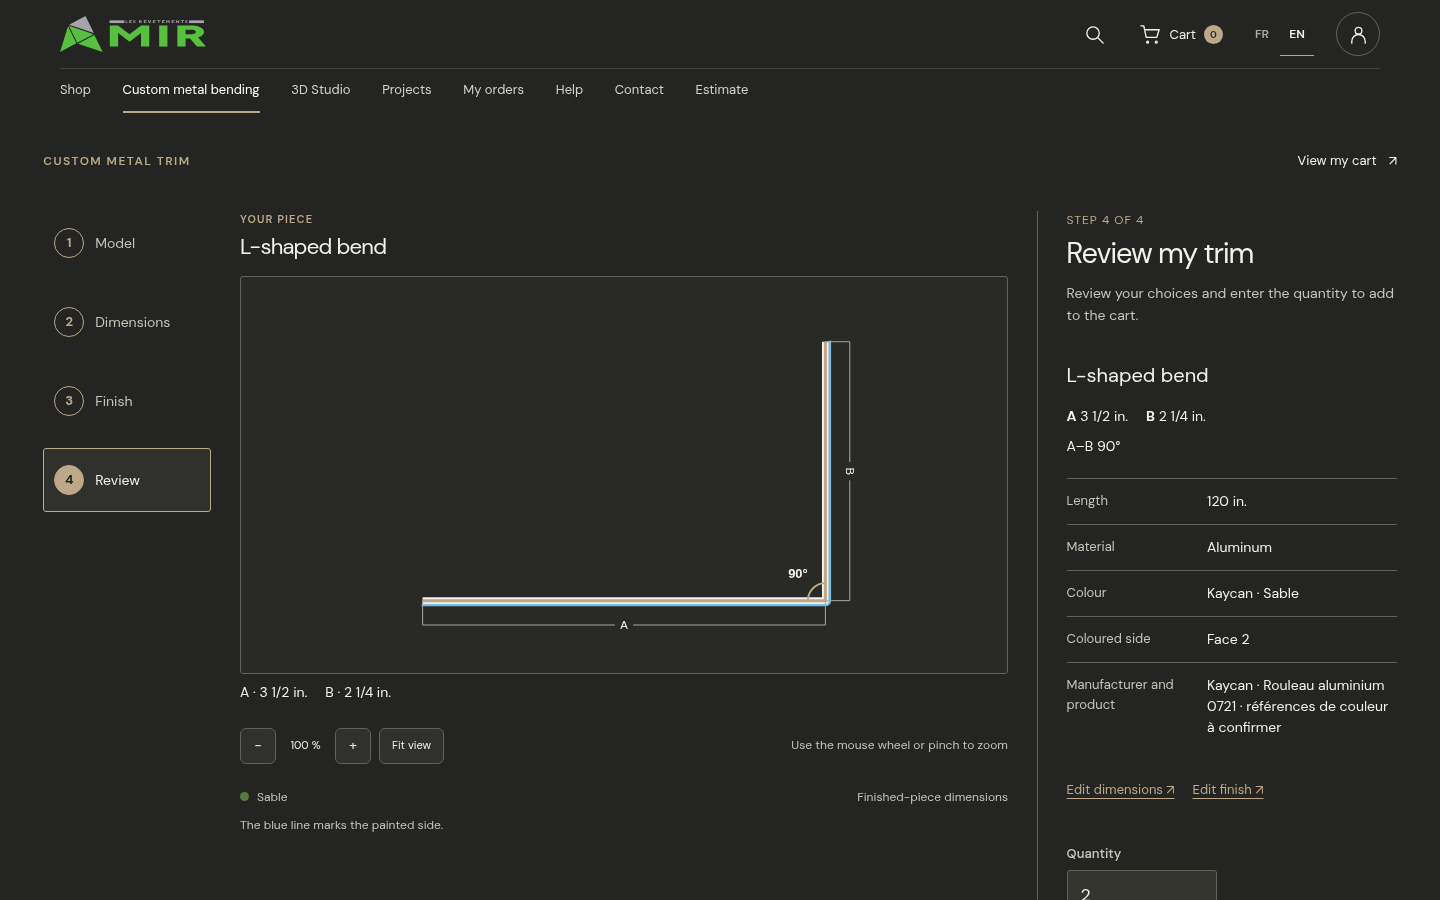 LES REVÊTEMENTS
MIR
Cart 0
FR EN
Shop Custom metal bending 3D Studio Projects My orders Help Contact Estimate
CUSTOM METAL TRIM
View my cart
1 Model
2 Dimensions
3 Finish
4 Review
YOUR PIECE
L-shaped bend
90°
B
A
A · 3 1/2 in. B · 2 1/4 in.
− 100 % + Fit view
Use the mouse wheel or pinch to zoom
Sable
Finished-piece dimensions
The blue line marks the painted side.
STEP 4 OF 4
Review my trim
Review your choices and enter the quantity to add
to the cart.
L-shaped bend
A 3 1/2 in. B 2 1/4 in.
A–B 90°
Length 120 in.
Material Aluminum
Colour Kaycan · Sable
Coloured side Face 2
Manufacturer and
product
Kaycan · Rouleau aluminium
0721 · références de couleur
à confirmer
Edit dimensions Edit finish
Quantity
2